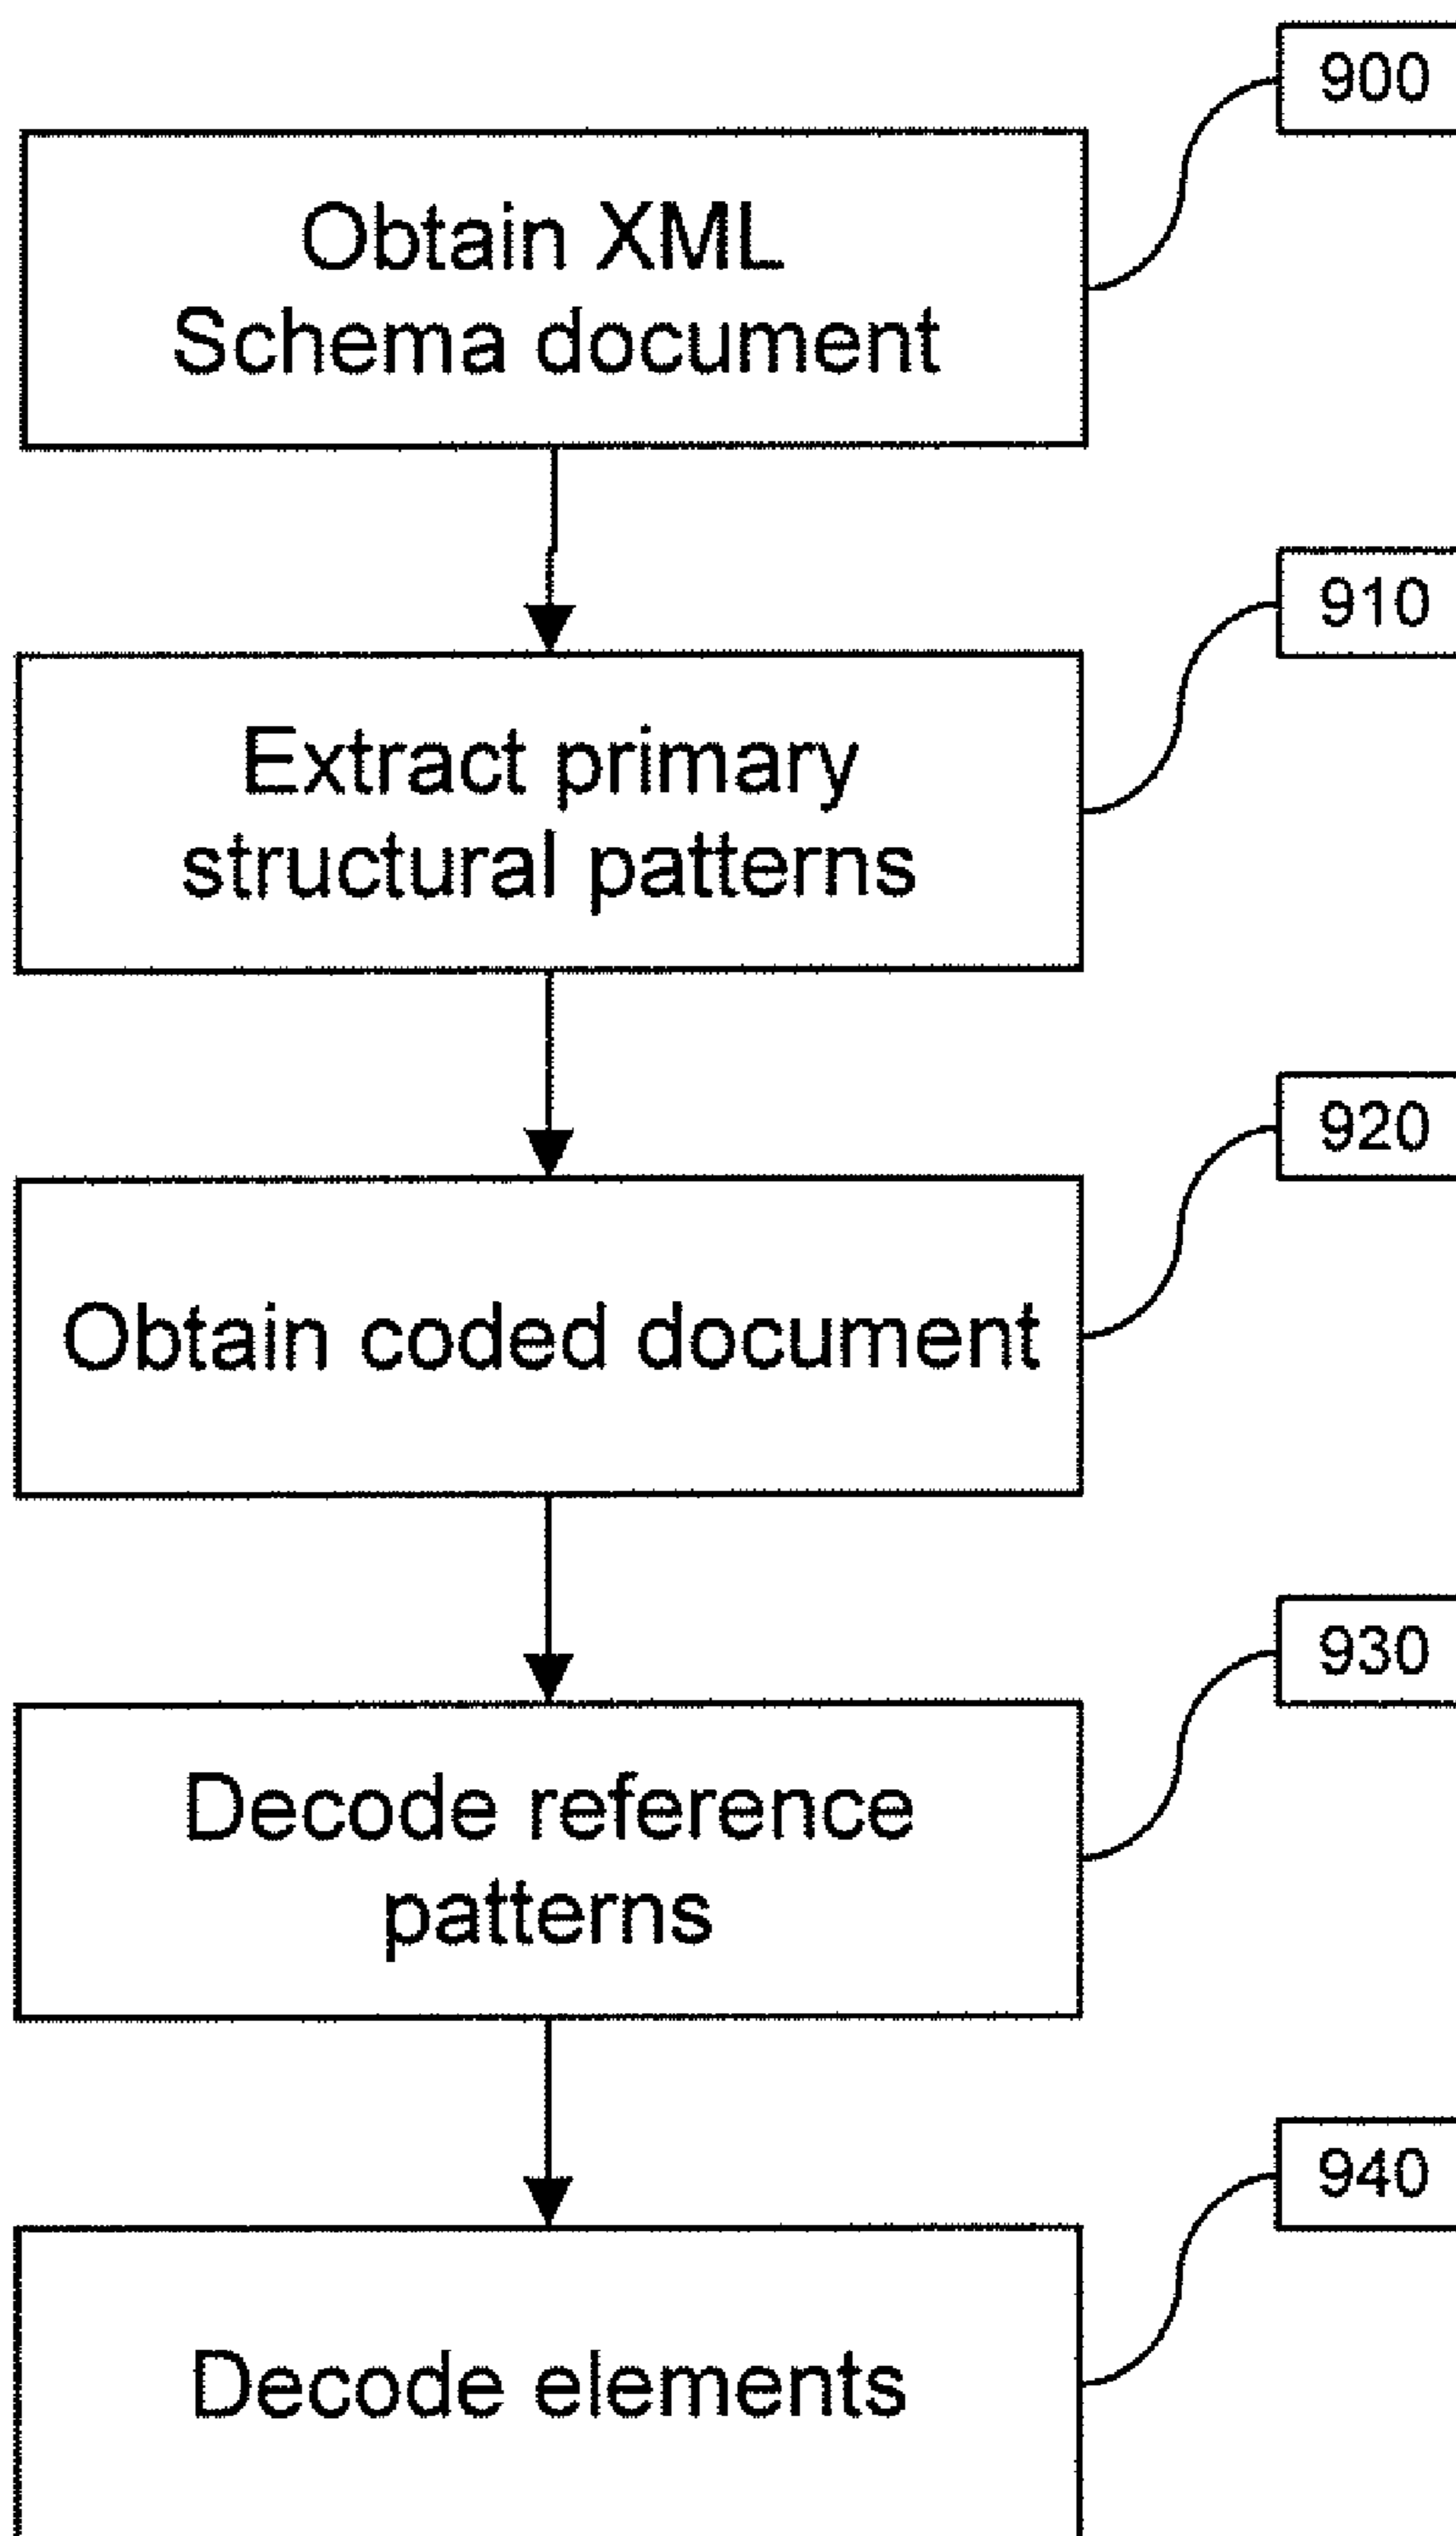 900
Obtain XML
Schema document
910
Extract primary
structural patterns
920
Obtain coded document
930
Decode reference
patterns
940
Decode elements